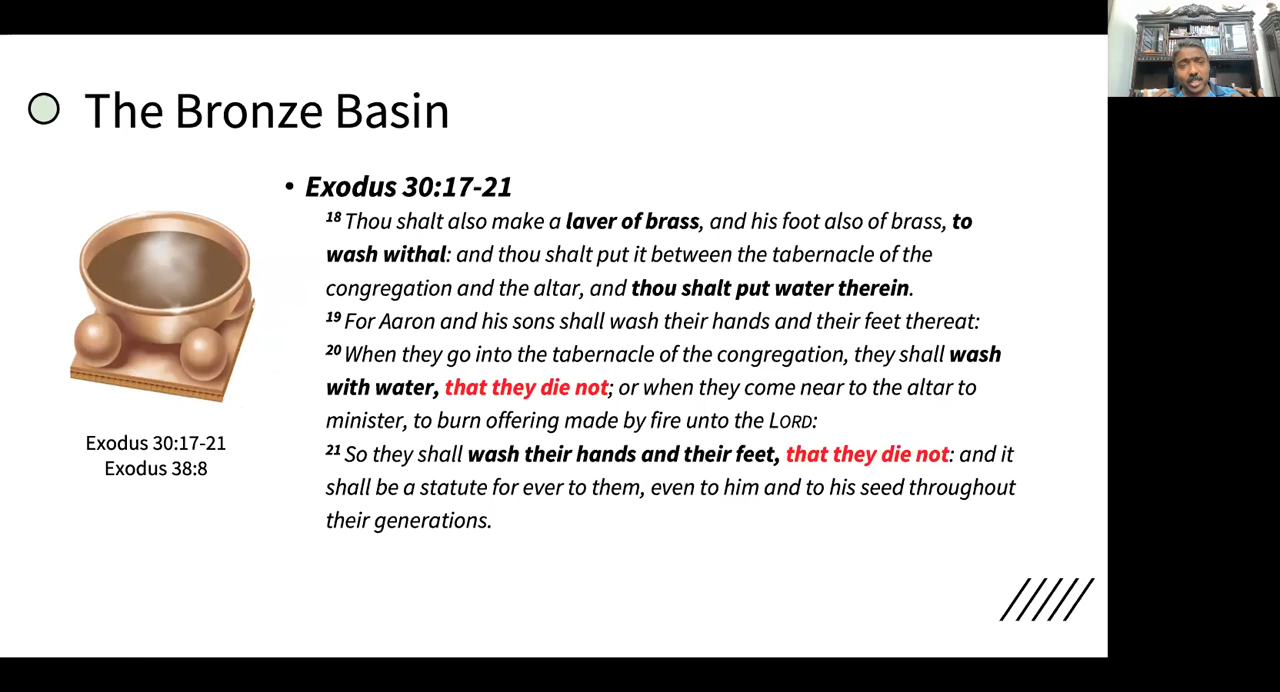 The Bronze Basin
• Exodus 30:17-21
18 Thou shalt also make a laver of brass, and his foot also of brass, to
wash withal: and thou shalt put it between the tabernacle of the
congregation and the altar, and thou shalt put water therein.
19 For Aaron and his sons shall wash their hands and their feet thereat:
20 When they go into the tabernacle of the congregation, they shall wash
with water, that they die not; or when they come near to the altar to
minister, to burn offering made by fire unto the LORD:
21 So they shall wash their hands and their feet, that they die not: and it
shall be a statute for ever to them, even to him and to his seed throughout
their generations.
Exodus 30:17-21
Exodus 38:8